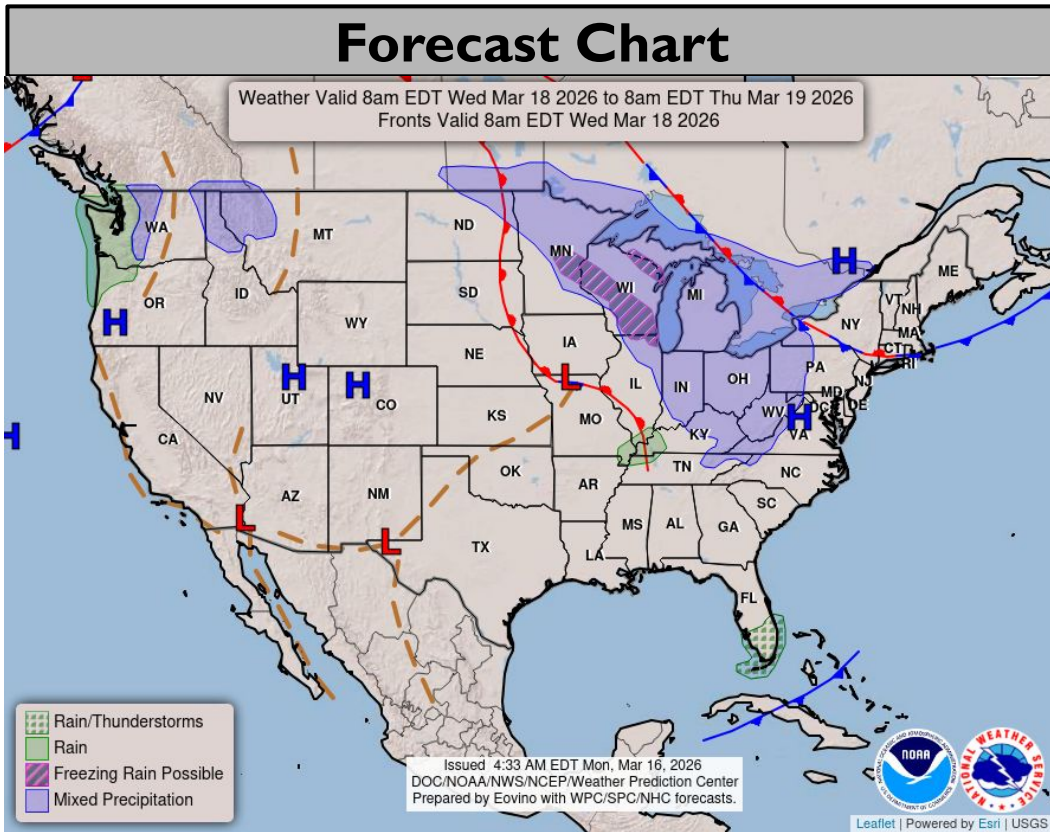 Forecast Chart
Weather Valid 8am EDT Wed Mar 18 2026 to 8am EDT Thu Mar 19 2026
Fronts Valid 8am EDT Wed Mar 18 2026
WA
MT
ND
MN
ME
OR
ID
SD
WI
MI
VT
NH
WY
NY
MA
CT
RI
NE
IA
PA
NJ
NV
UT
CO
IL
IN
OH
MD
DE
DC
WV
VA
CA
KS
MO
KY
AZ
NM
OK
AR
TN
NC
SC
TX
LA
MS
AL
GA
FL
H
H
H
H
H
H
L
L
L
Rain/Thunderstorms
Rain
Freezing Rain Possible
Mixed Precipitation
Issued 4:33 AM EDT Mon, Mar 16, 2026
DOC/NOAA/NWS/NCEP/Weather Prediction Center
Prepared by Eovino with WPC/SPC/NHC forecasts.
NOAA
NATIONAL WEATHER SERVICE
Leaflet | Powered by Esri | USGS